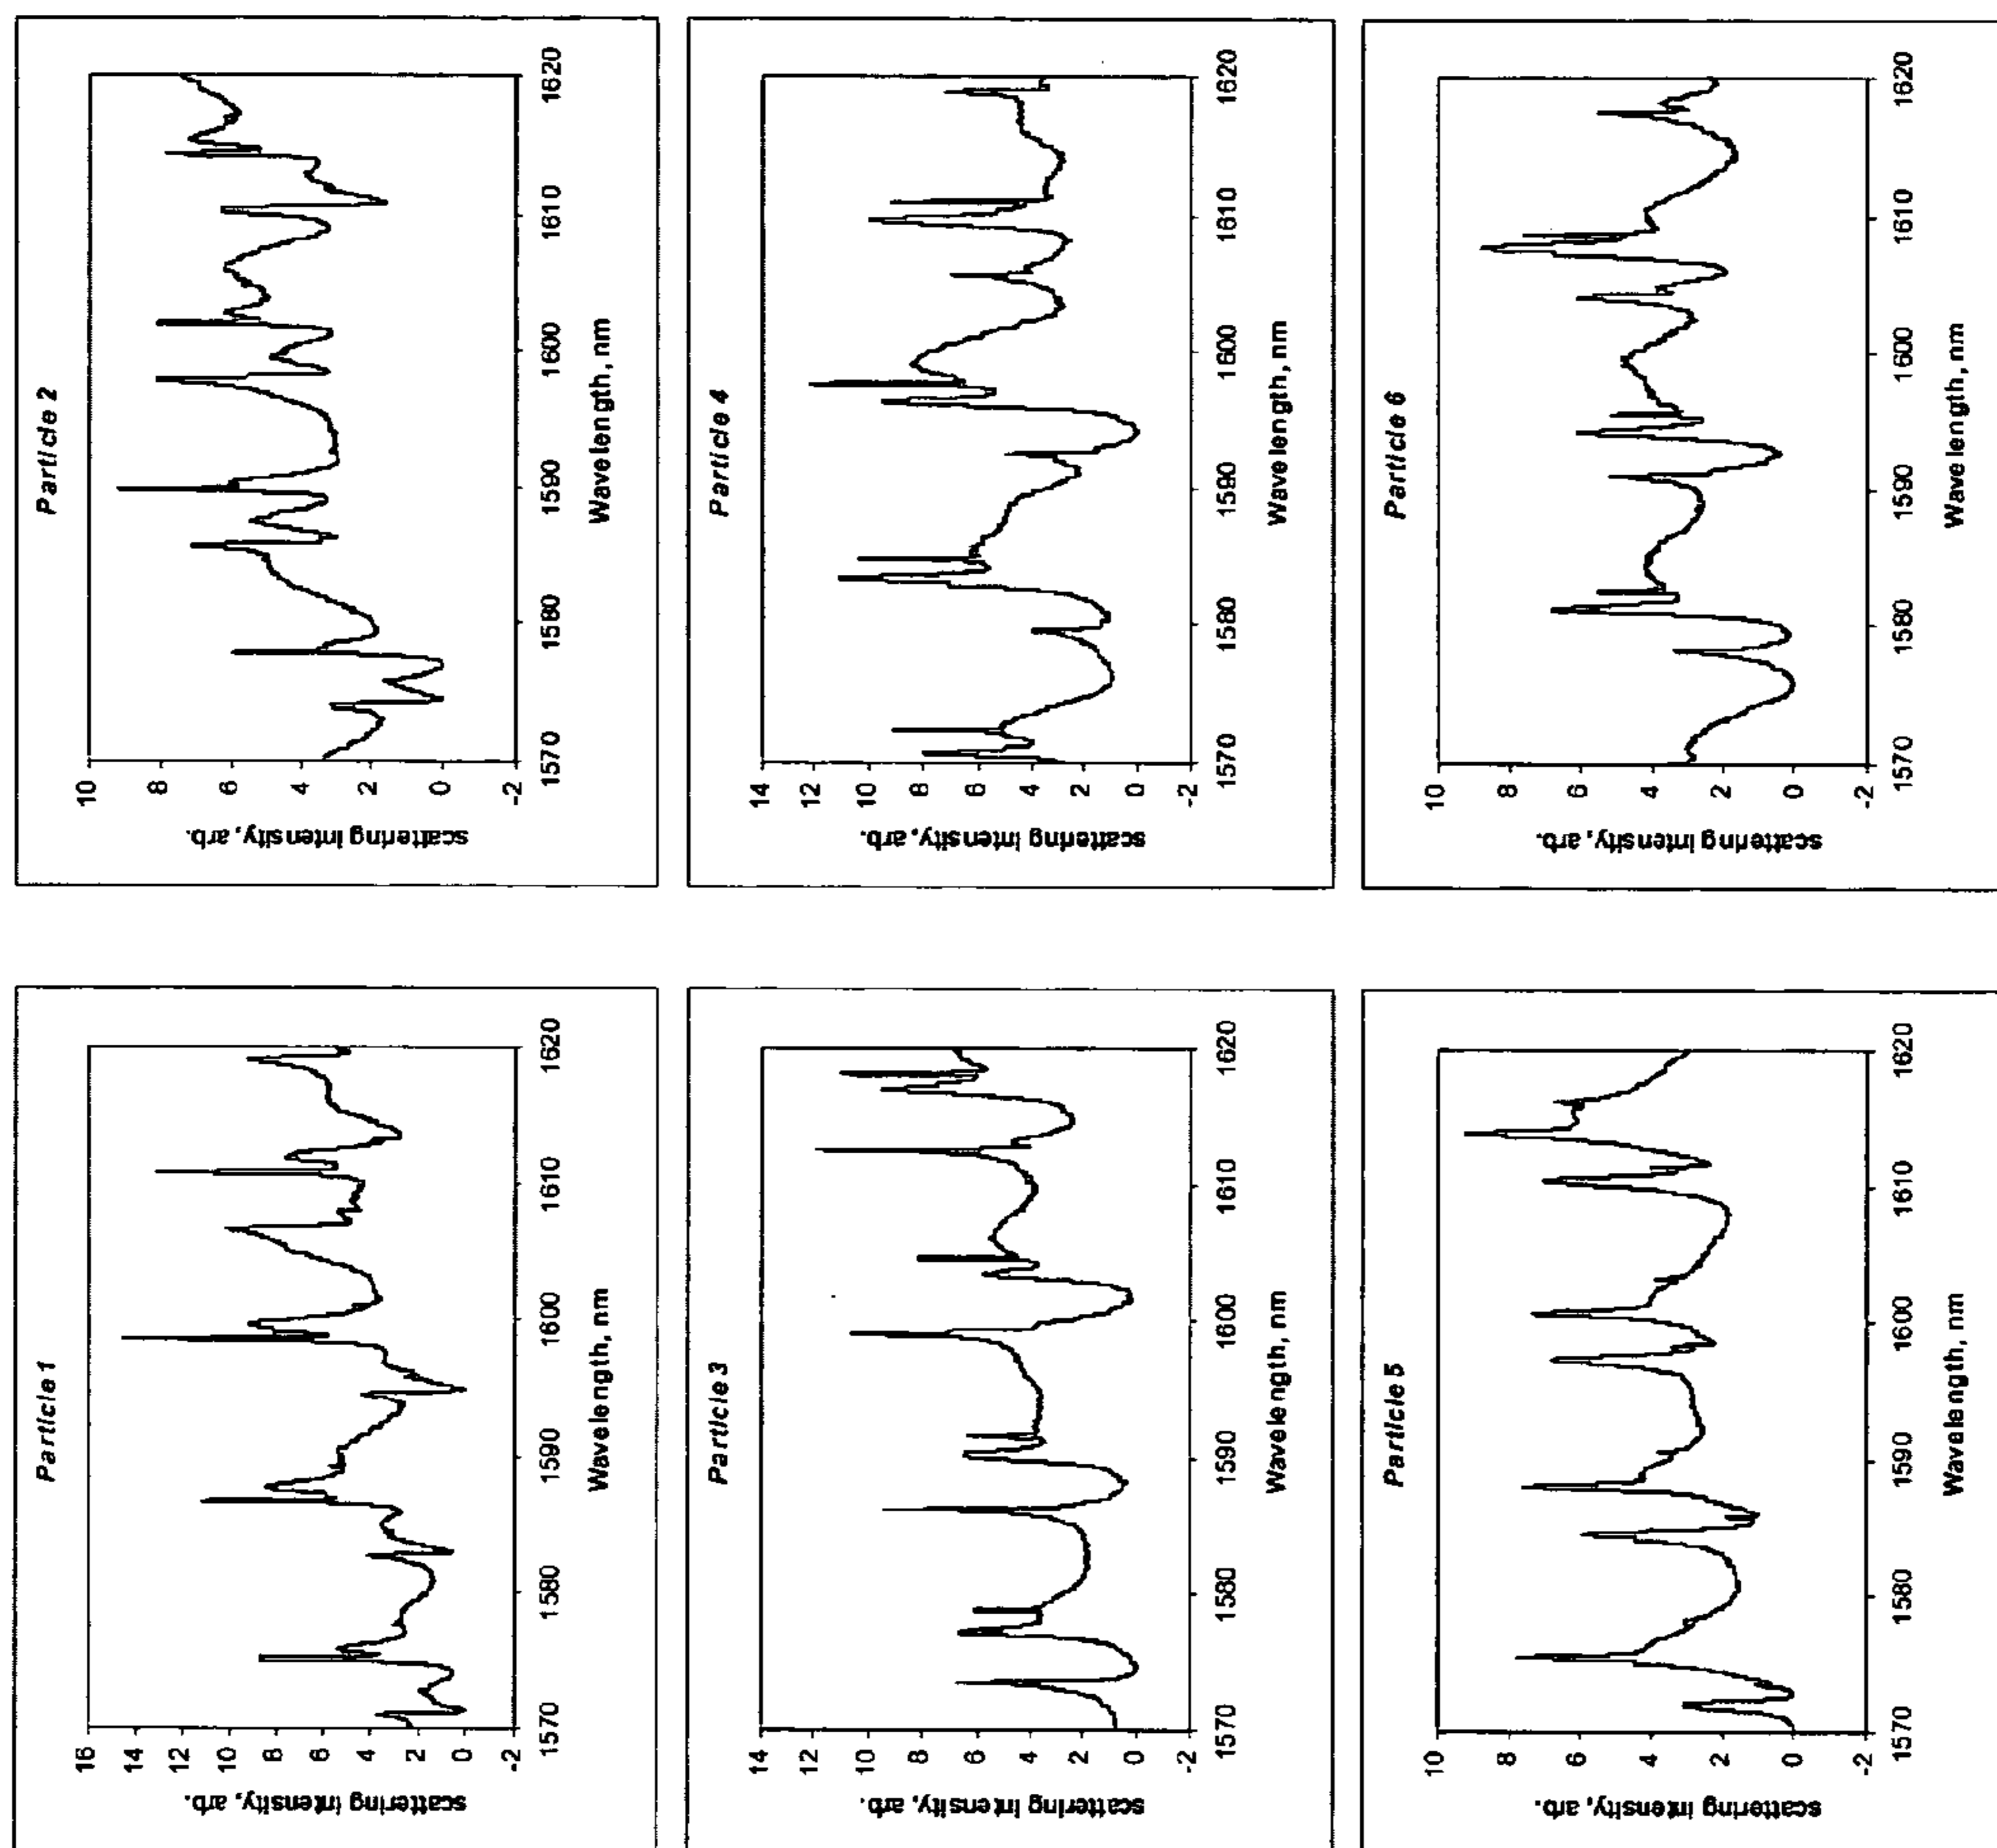 Particle 1
scattering intensity, arb.
16
14
12
10
8
6
4
2
0
-2
1570 1580 1590 1600 1610 1620
Wavelength, nm
Particle 2
scattering intensity, arb.
10
8
6
4
2
0
-2
1570 1580 1590 1600 1610 1620
Wavelength, nm
Particle 3
scattering intensity, arb.
14
12
10
8
6
4
2
0
-2
1570 1580 1590 1600 1610 1620
Wavelength, nm
Particle 4
scattering intensity, arb.
14
12
10
8
6
4
2
0
-2
1570 1580 1590 1600 1610 1620
Wavelength, nm
Particle 5
scattering intensity, arb.
10
8
6
4
2
0
-2
1570 1580 1590 1600 1610 1620
Wavelength, nm
Particle 6
scattering intensity, arb.
10
8
6
4
2
0
-2
1570 1580 1590 1600 1610 1620
Wavelength, nm